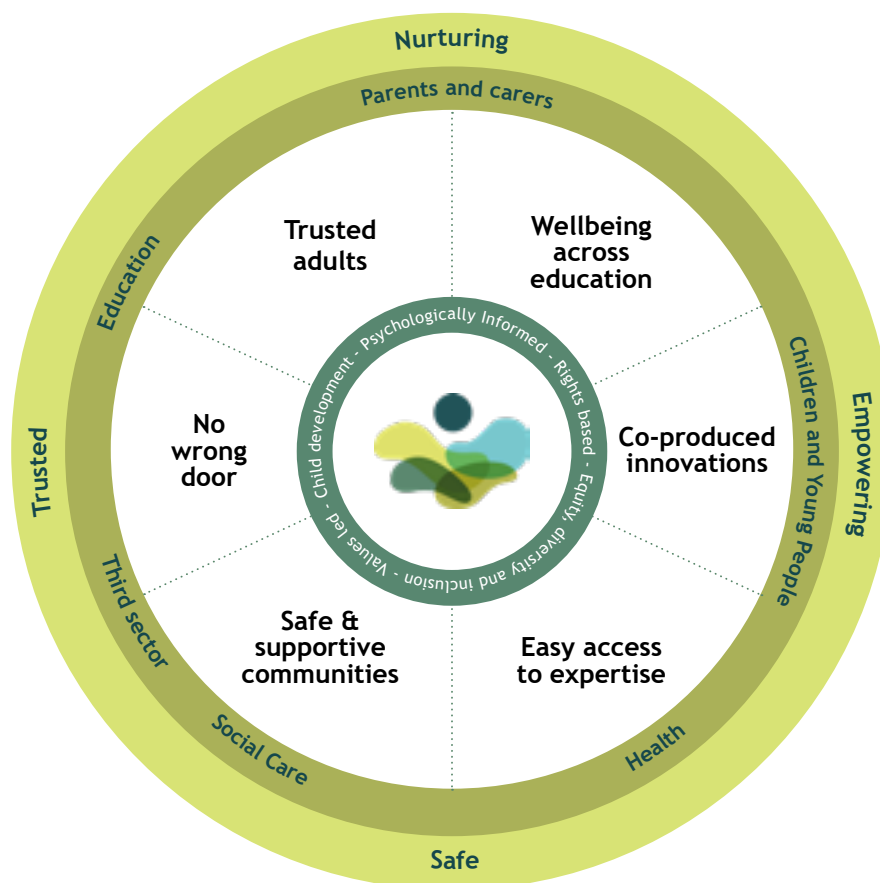 Nurturing
Parents and carers
Trusted
adults
Wellbeing
across
education
Education
Children and Young People
Empowering
Trusted
No
wrong
door
Child development - Psychologically Informed - Rights based - Equity, diversity and inclusion - Values Led -
Co-produced
innovations
Third sector
Safe &
supportive
communities
Easy access
to expertise
Social Care
Health
Safe